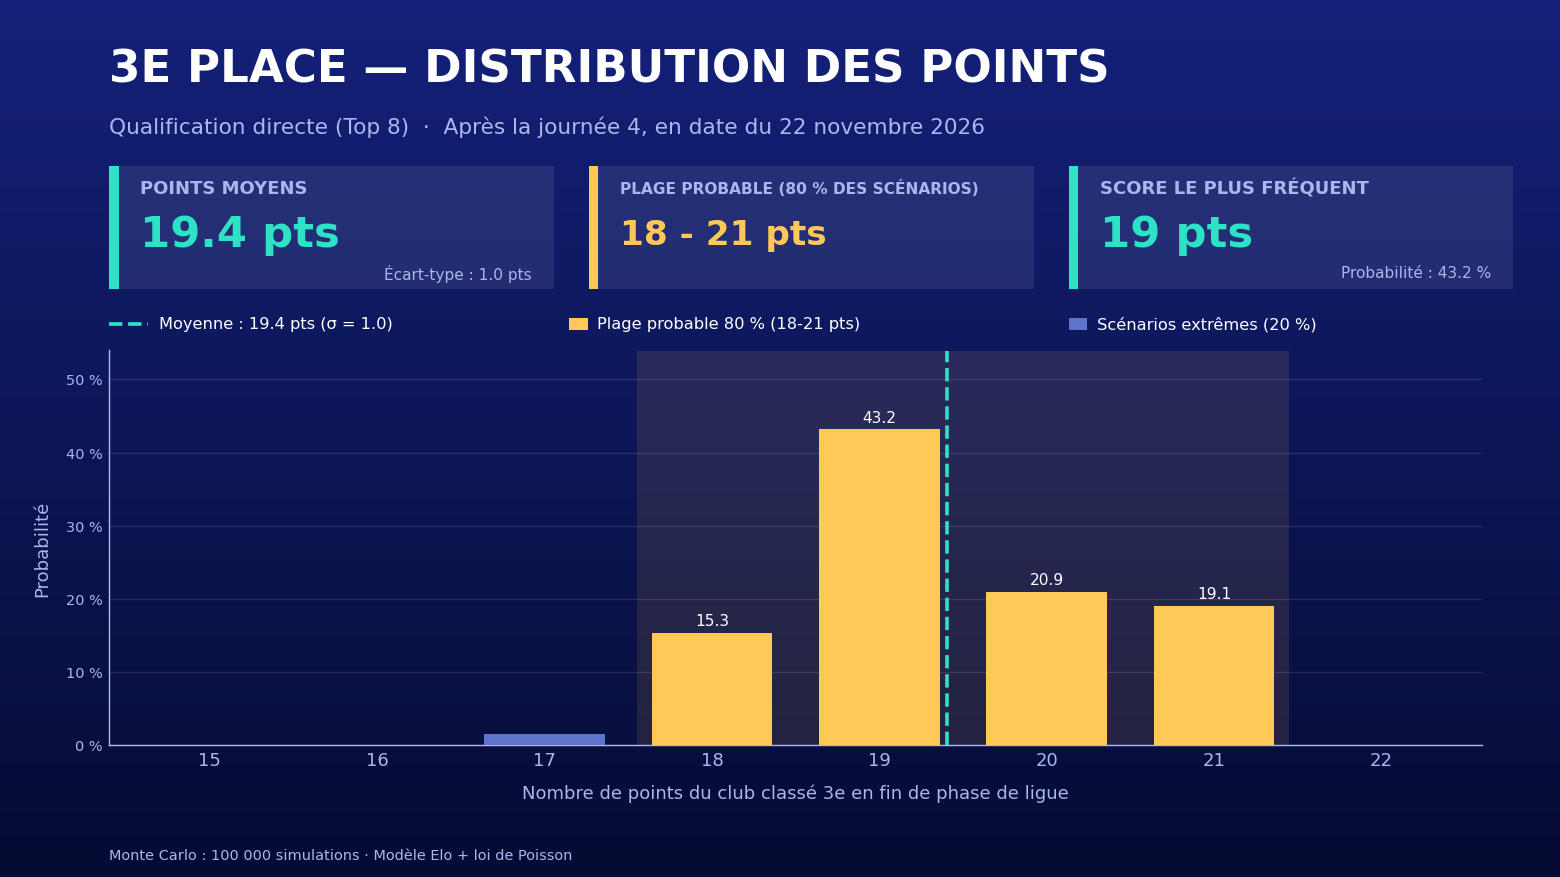 3E PLACE — DISTRIBUTION DES POINTS
Qualification directe (Top 8) · Après la journée 4, en date du 22 novembre 2026
POINTS MOYENS
19.4 pts
Écart-type : 1.0 pts
PLAGE PROBABLE (80 % DES SCÉNARIOS)
18 - 21 pts
SCORE LE PLUS FRÉQUENT
19 pts
Probabilité : 43.2 %
Moyenne : 19.4 pts (σ = 1.0)
Plage probable 80 % (18-21 pts)
Scénarios extrêmes (20 %)
Probabilité
50 %
40 %
30 %
20 %
10 %
0 %
15.3
43.2
20.9
19.1
15 16 17 18 19 20 21 22
Nombre de points du club classé 3e en fin de phase de ligue
Monte Carlo : 100 000 simulations · Modèle Elo + loi de Poisson